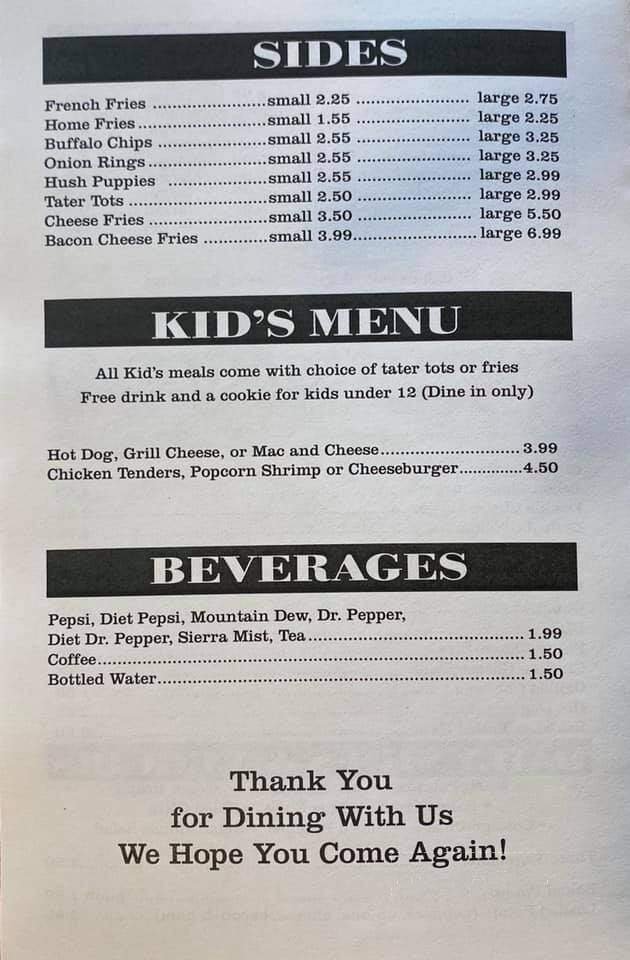 SIDES
French Fries ........................small 2.25 ........................ large 2.75
Home Fries............................small 1.55 ........................ large 2.25
Buffalo Chips .......................small 2.55 ........................ large 3.25
Onion Rings..........................small 2.55 ........................ large 3.25
Hush Puppies .....................small 2.55 ........................ large 2.99
Tater Tots .............................small 2.50 ........................ large 2.99
Cheese Fries .........................small 3.50 ........................ large 5.50
Bacon Cheese Fries .............small 3.99.......................... large 6.99
KID'S MENU
All Kid's meals come with choice of tater tots or fries
Free drink and a cookie for kids under 12 (Dine in only)
Hot Dog, Grill Cheese, or Mac and Cheese.............................. 3.99
Chicken Tenders, Popcorn Shrimp or Cheeseburger.............4.50
BEVERAGES
Pepsi, Diet Pepsi, Mountain Dew, Dr. Pepper,
Diet Dr. Pepper, Sierra Mist, Tea.............................................. 1.99
Coffee.......................................................................................... 1.50
Bottled Water.............................................................................. 1.50
Thank You
for Dining With Us
We Hope You Come Again!